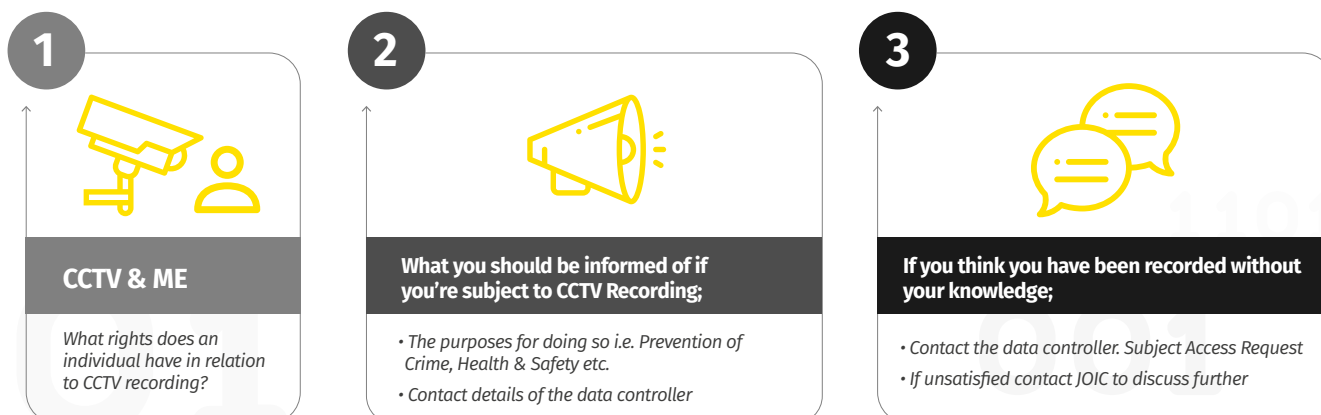 1
CCTV & ME
What rights does an
individual have in relation
to CCTV recording?
2
What you should be informed of if
you're subject to CCTV Recording;
• The purposes for doing so i.e. Prevention of
Crime, Health & Safety etc.
• Contact details of the data controller
3
If you think you have been recorded without
your knowledge;
• Contact the data controller. Subject Access Request
• If unsatisfied contact JOIC to discuss further
01
1101
001